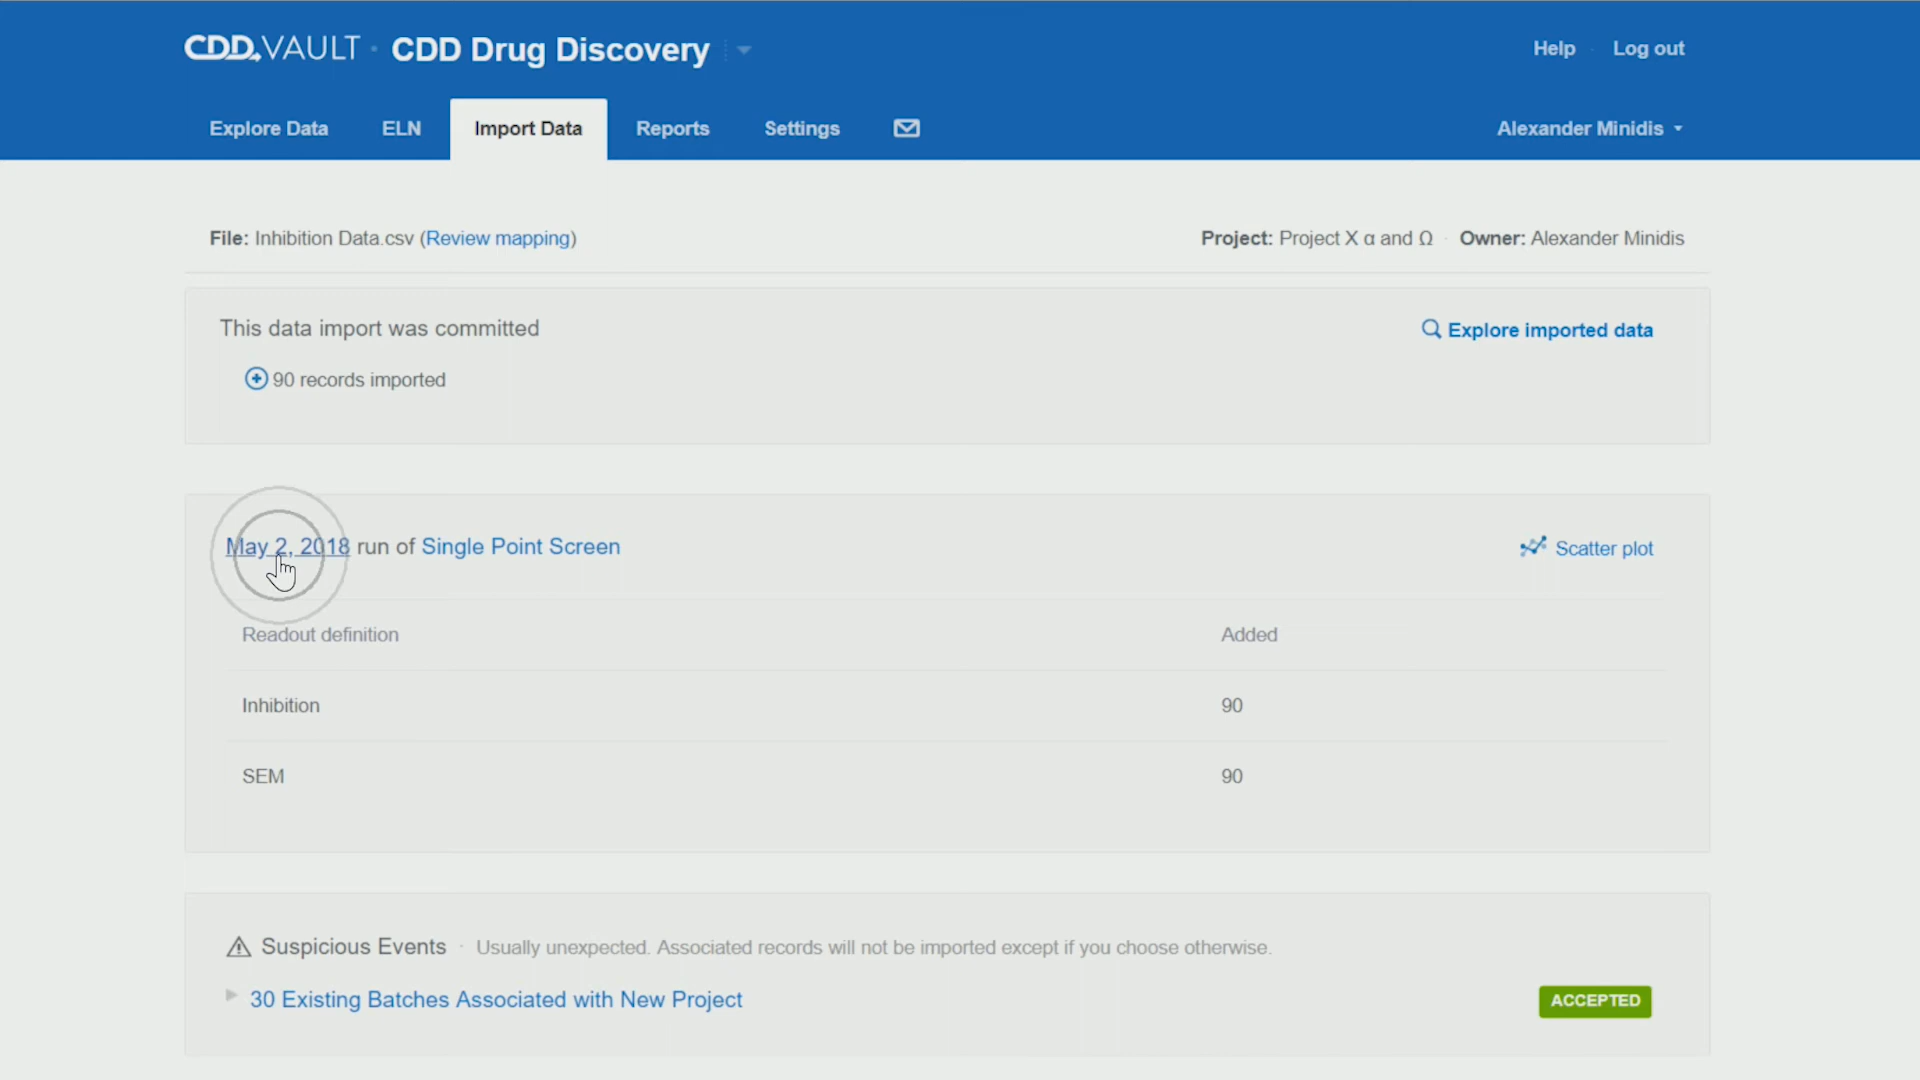 CDD.VAULT · CDD Drug Discovery
Help · Log out
Explore Data ELN Import Data Reports Settings Alexander Minidis
File: Inhibition Data.csv (Review mapping) Project: Project X α and Ω · Owner: Alexander Minidis
This data import was committed Explore imported data
90 records imported
May 2, 2018 run of Single Point Screen Scatter plot
Readout definition Added
Inhibition 90
SEM 90
Suspicious Events · Usually unexpected. Associated records will not be imported except if you choose otherwise.
30 Existing Batches Associated with New Project ACCEPTED